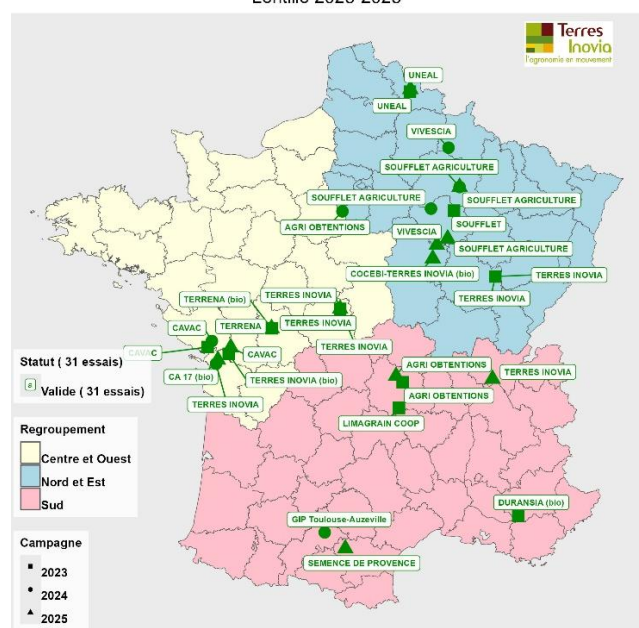 Lentille 2023-2025
Terres
Inovia
l'agronomie en mouvement
UNEAL
UNEAL
VIVESCIA
SOUFFLET AGRICULTURE
SOUFFLET AGRICULTURE
SOUFFLET AGRICULTURE
SOUFFLET
AGRI OBTENTIONS
VIVESCIA
SOUFFLET AGRICULTURE
COCEBI-TERRES INOVIA (bio)
TERRES INOVIA
TERRES INOVIA
TERRENA (bio)
TERRES INOVIA
TERRES INOVIA
TERRES INOVIA
CAVAC
TERRENA
CAVAC
CAVAC
CA 17 (bio)
TERRES INOVIA (bio)
TERRES INOVIA
AGRI OBTENTIONS
TERRES INOVIA
AGRI OBTENTIONS
LIMAGRAIN COOP
DURANSIA (bio)
GIP Toulouse-Auzeville
SEMENCE DE PROVENCE
Statut ( 31 essais)
a Valide ( 31 essais)
Regroupement
Centre et Ouest
Nord et Est
Sud
Campagne
2023
2024
2025